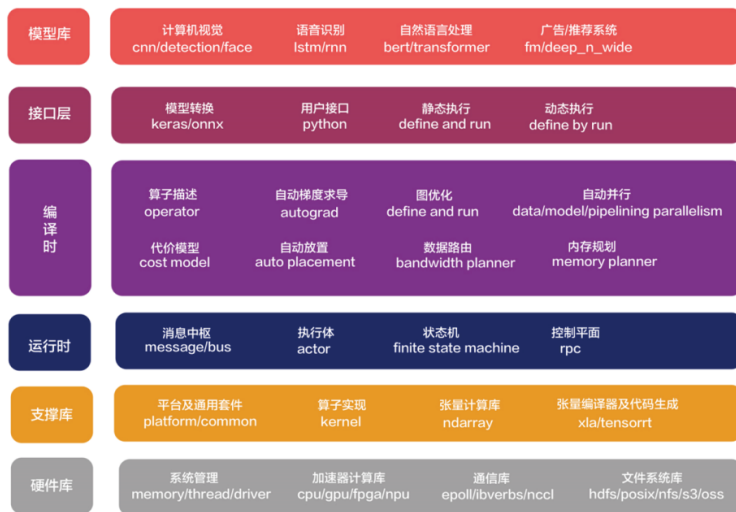 模型库
计算机视觉 语音识别 自然语言处理 广告/推荐系统
cnn/detection/face lstm/rnn bert/transformer fm/deep_n_wide
接口层
模型转换 用户接口 静态执行 动态执行
keras/onnx python define and run define by run
编译时
算子描述 自动梯度求导 图优化 自动并行
operator autograd define and run data/model/pipelining parallelism
代价模型 自动放置 数据路由 内存规划
cost model auto placement bandwidth planner memory planner
运行时
消息中枢 执行体 状态机 控制平面
message/bus actor finite state machine rpc
支撑库
平台及通用套件 算子实现 张量计算库 张量编译器及代码生成
platform/common kernel ndarray xla/tensorrt
硬件库
系统管理 加速器计算库 通信库 文件系统库
memory/thread/driver cpu/gpu/fpga/npu epoll/ibverbs/nccl hdfs/posix/nfs/s3/oss